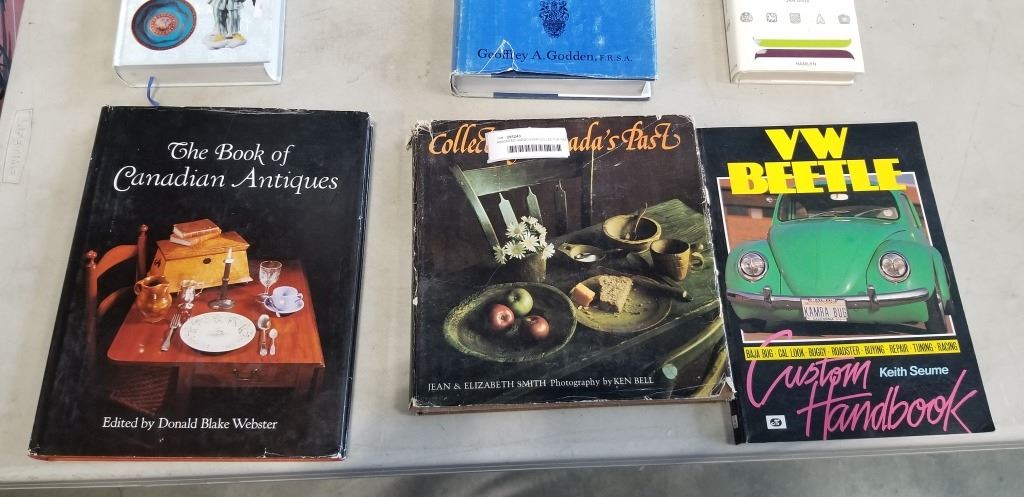 Geoffrey A. Godden, F.R.S.A.
HAMLYN
The Book of
Canadian Antiques
Edited by Donald Blake Webster
Canada's Past
JEAN & ELIZABETH SMITH Photography by KEN BELL
VW
BEETLE
KAMRA BUG
BAJA BUG · CAL LOOK · BUGGY · ROADSTER · BUYING · REPAIR · TUNING · RACING
Custom
Keith Seume
Handbook